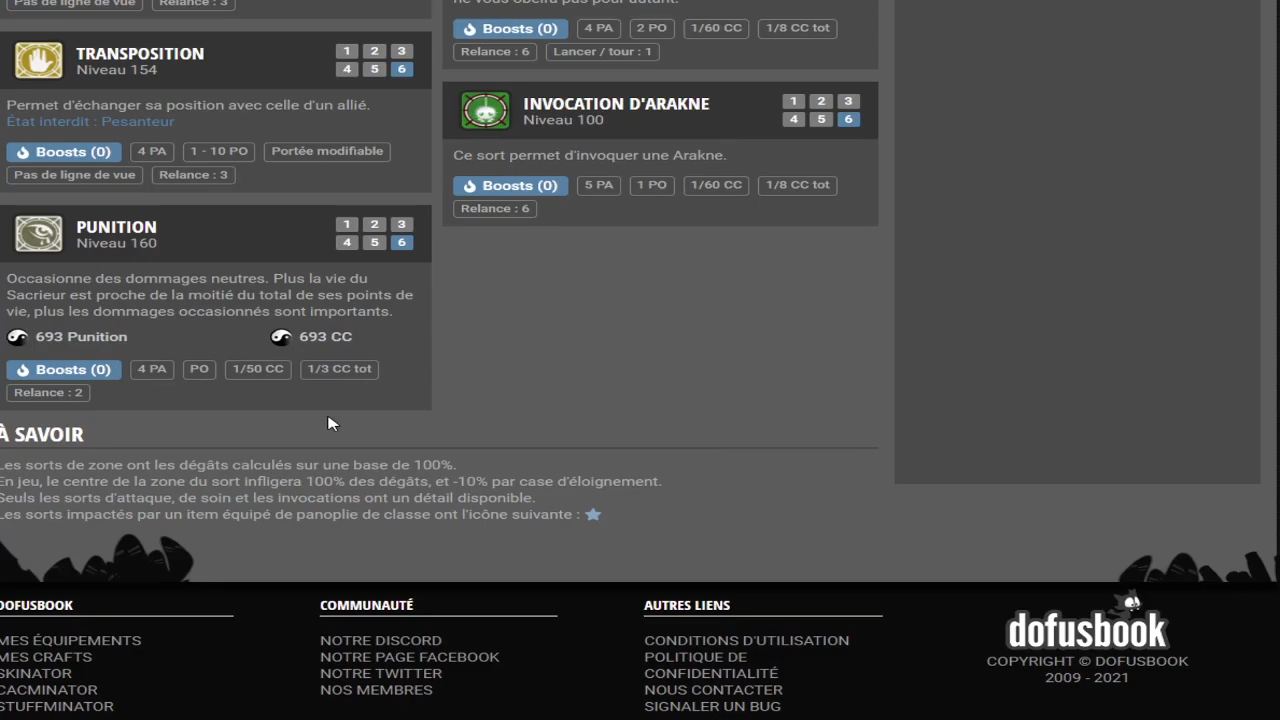 Pas de ligne de vue
Relance : 3
TRANSPOSITION
Niveau 154
1 2 3
4 5 6
Permet d'échanger sa position avec celle d'un allié.
État interdit : Pesanteur
Boosts (0) 4 PA 1 - 10 PO Portée modifiable
Pas de ligne de vue Relance : 3
PUNITION
Niveau 160
1 2 3
4 5 6
Occasionne des dommages neutres. Plus la vie du
Sacrieur est proche de la moitié du total de ses points de
vie, plus les dommages occasionnés sont importants.
693 Punition 693 CC
Boosts (0) 4 PA PO 1/50 CC 1/3 CC tot
Relance : 2
ne vous obéira pas pour autant.
Boosts (0) 4 PA 2 PO 1/60 CC 1/8 CC tot
Relance : 6 Lancer / tour : 1
INVOCATION D'ARAKNE
Niveau 100
1 2 3
4 5 6
Ce sort permet d'invoquer une Arakne.
Boosts (0) 5 PA 1 PO 1/60 CC 1/8 CC tot
Relance : 6
À SAVOIR
Les sorts de zone ont les dégâts calculés sur une base de 100%.
En jeu, le centre de la zone du sort infligera 100% des dégâts, et -10% par case d'éloignement.
Seuls les sorts d'attaque, de soin et les invocations ont un détail disponible.
Les sorts impactés par un item équipé de panoplie de classe ont l'icône suivante :
DOFUSBOOK
MES ÉQUIPEMENTS
MES CRAFTS
SKINATOR
CACMINATOR
STUFFMINATOR
COMMUNAUTÉ
NOTRE DISCORD
NOTRE PAGE FACEBOOK
NOTRE TWITTER
NOS MEMBRES
AUTRES LIENS
CONDITIONS D'UTILISATION
POLITIQUE DE
CONFIDENTIALITÉ
NOUS CONTACTER
SIGNALER UN BUG
dofusbook
COPYRIGHT © DOFUSBOOK
2009 - 2021